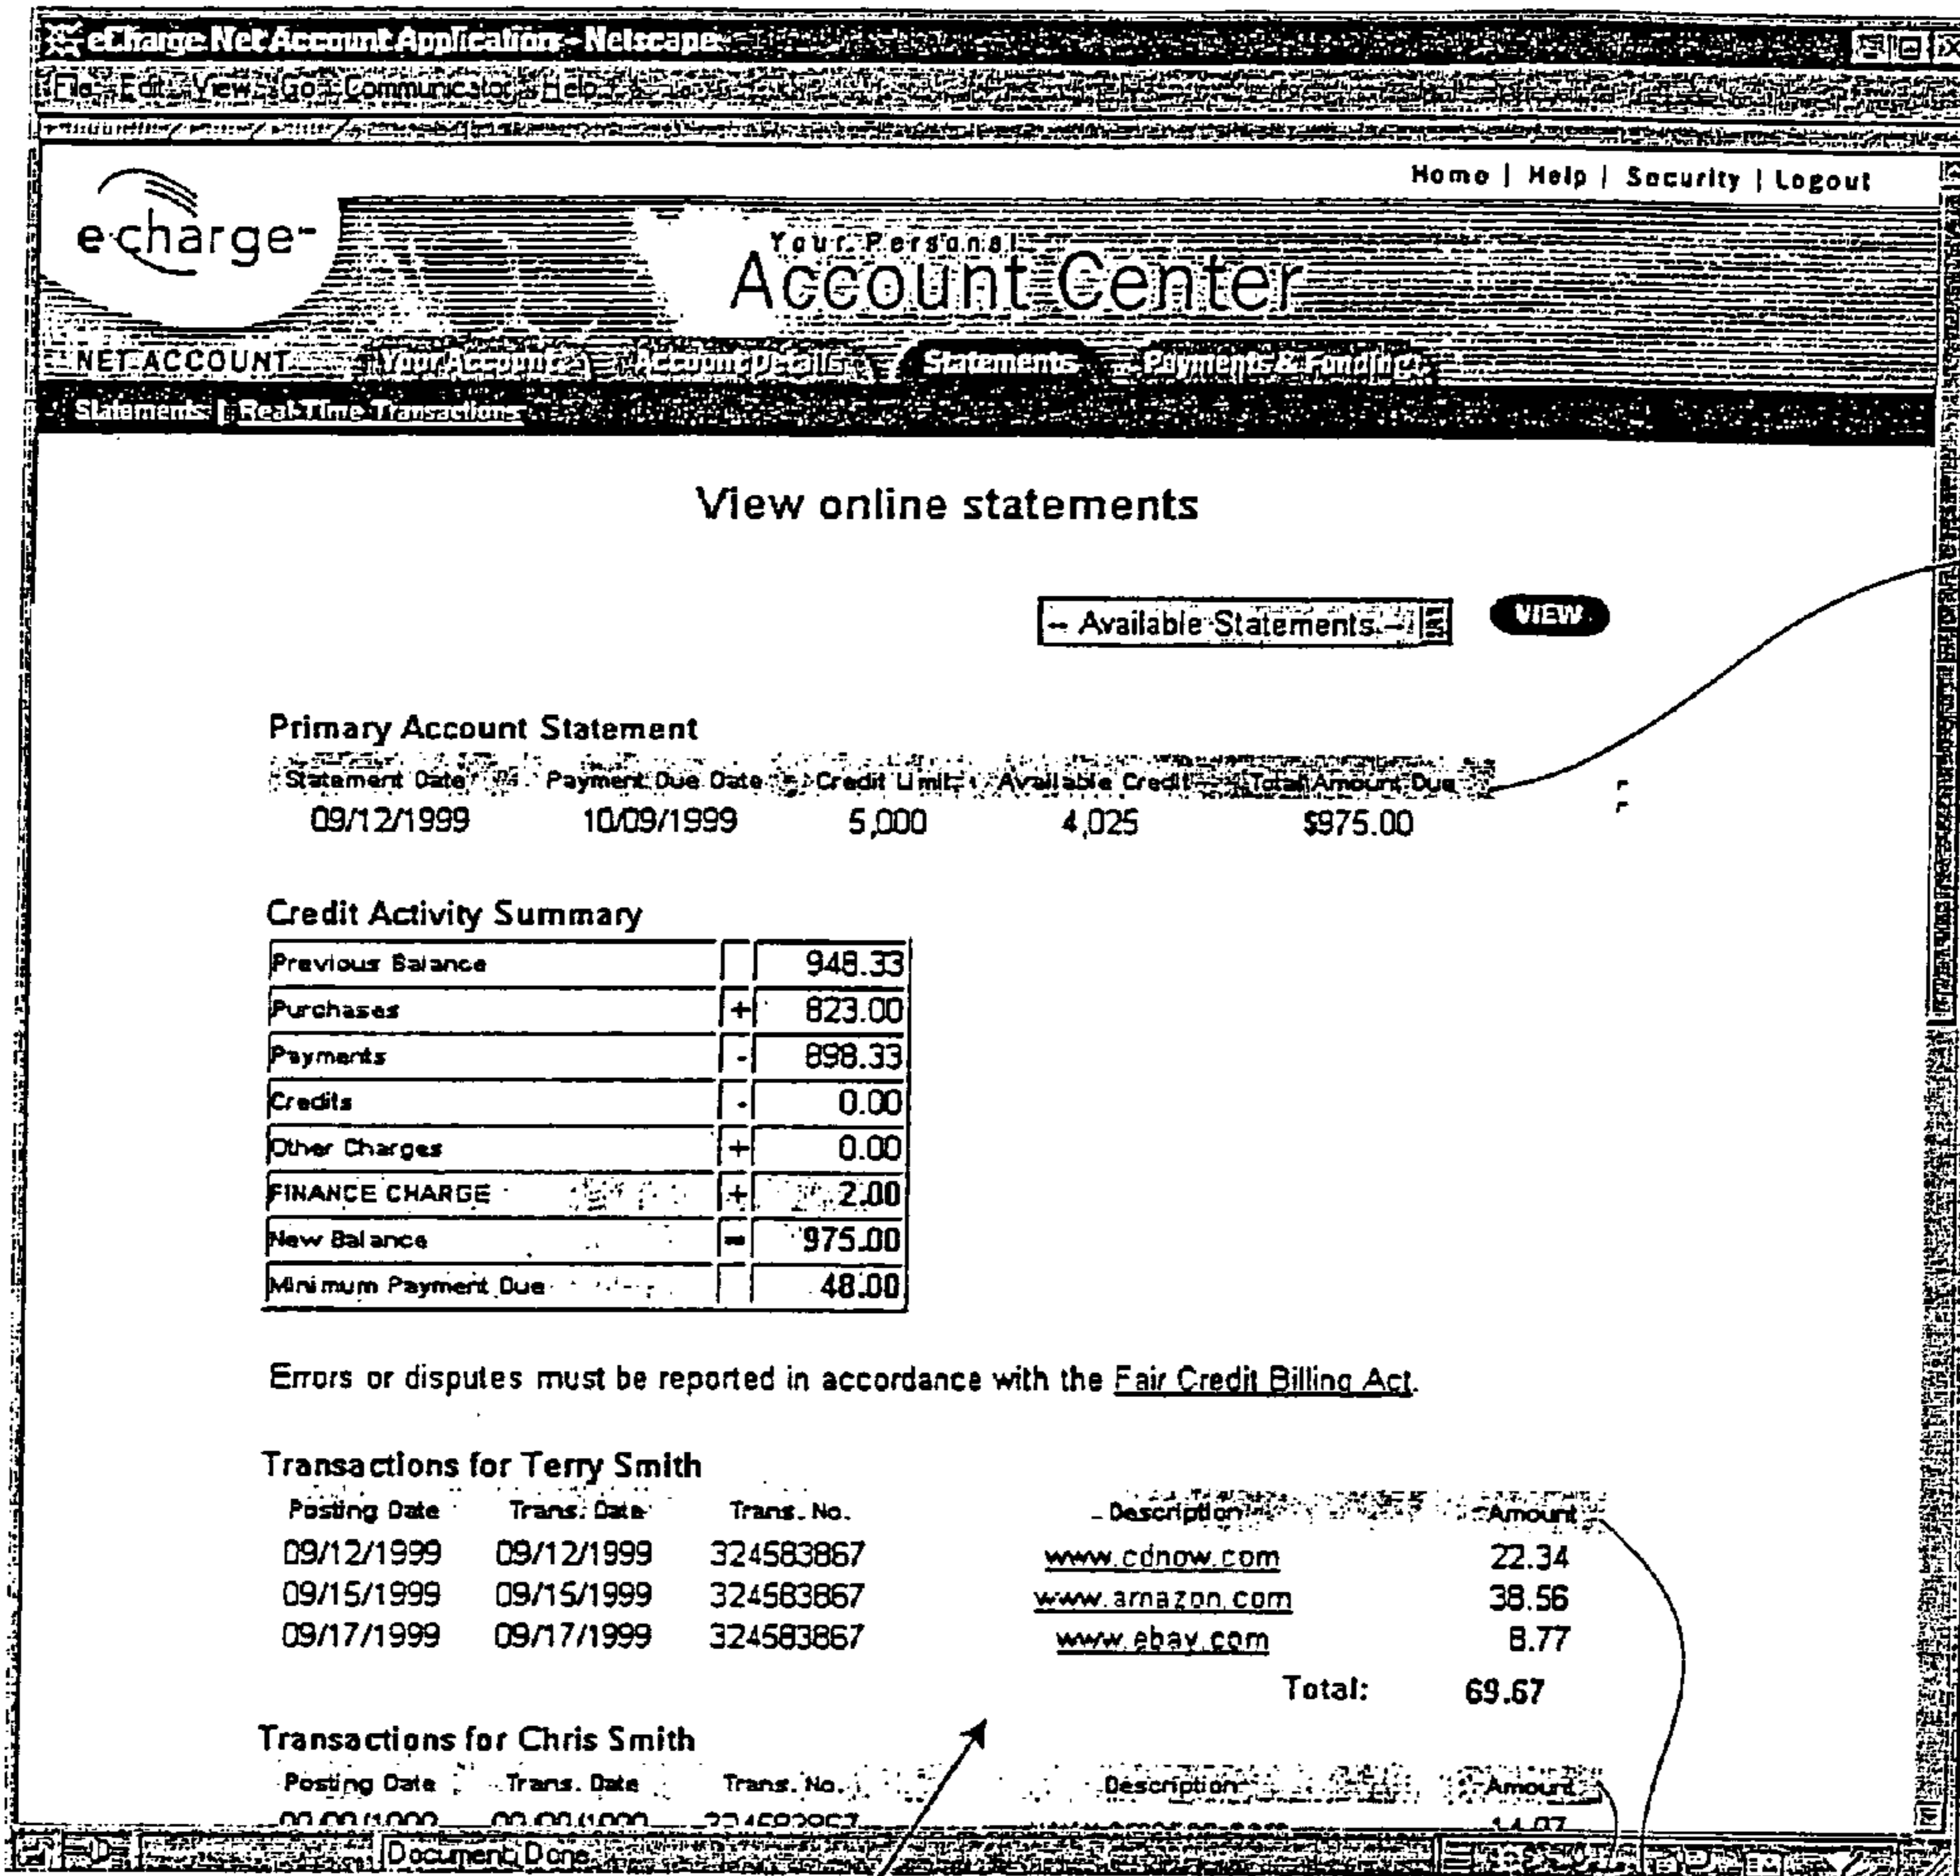 eCharge Net Account Application - Netscape
File Edit View Go Communicator Help
Home | Help | Security | Logout
e charge
Your Personal
Account Center
NET ACCOUNT Your Account Account Details Statements Payments & Funding
Statements | Real-Time Transactions
View online statements
-- Available Statements -- VIEW
Primary Account Statement
Statement Date Payment Due Date Credit Limit Available Credit Total Amount Due
09/12/1999 10/09/1999 5,000 4,025 $975.00
Credit Activity Summary
Previous Balance 948.33
Purchases + 823.00
Payments - 898.33
Credits - 0.00
Other Charges + 0.00
FINANCE CHARGE + 2.00
New Balance = 975.00
Minimum Payment Due 48.00
Errors or disputes must be reported in accordance with the Fair Credit Billing Act.
Transactions for Terry Smith
Posting Date Trans. Date Trans. No. Description Amount
09/12/1999 09/12/1999 324583867 www.cdnow.com 22.34
09/15/1999 09/15/1999 324583867 www.amazon.com 38.56
09/17/1999 09/17/1999 324583867 www.ebay.com 8.77
Total: 69.67
Transactions for Chris Smith
Posting Date Trans. Date Trans. No. Description Amount
Document: Done